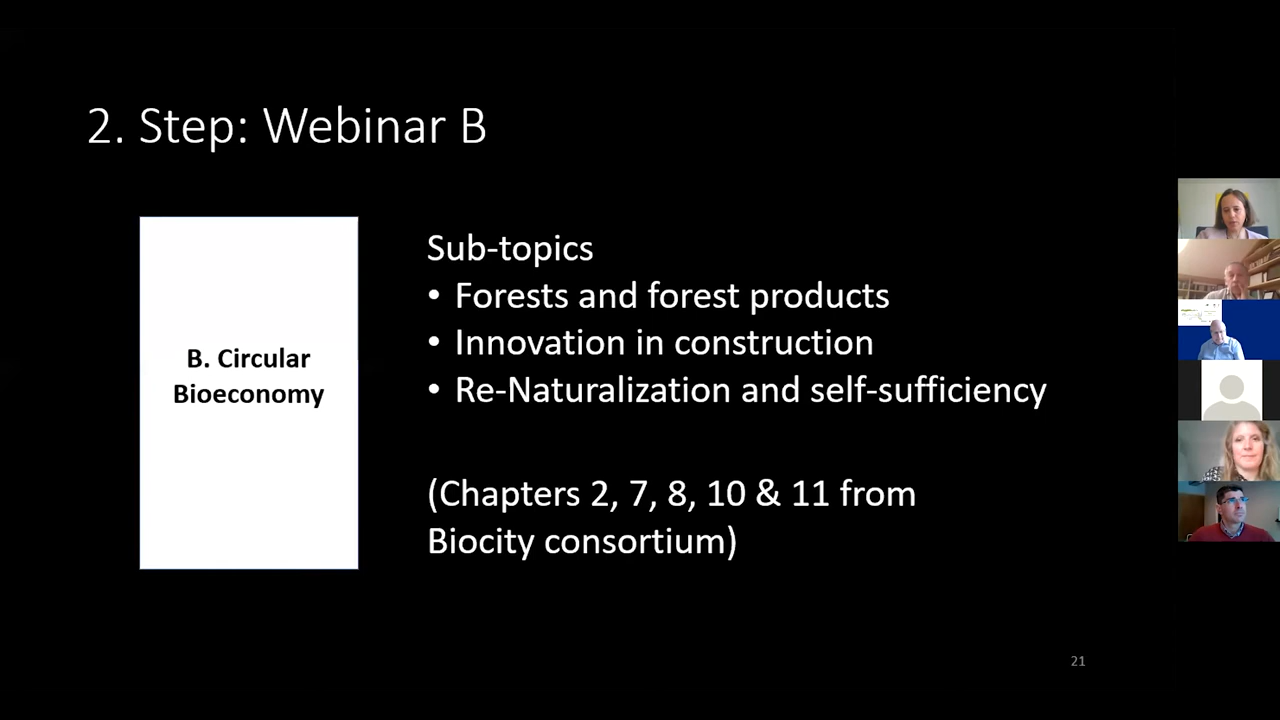 2. Step: Webinar B
B. Circular
Bioeconomy
Sub-topics
• Forests and forest products
• Innovation in construction
• Re-Naturalization and self-sufficiency
(Chapters 2, 7, 8, 10 & 11 from
Biocity consortium)
21